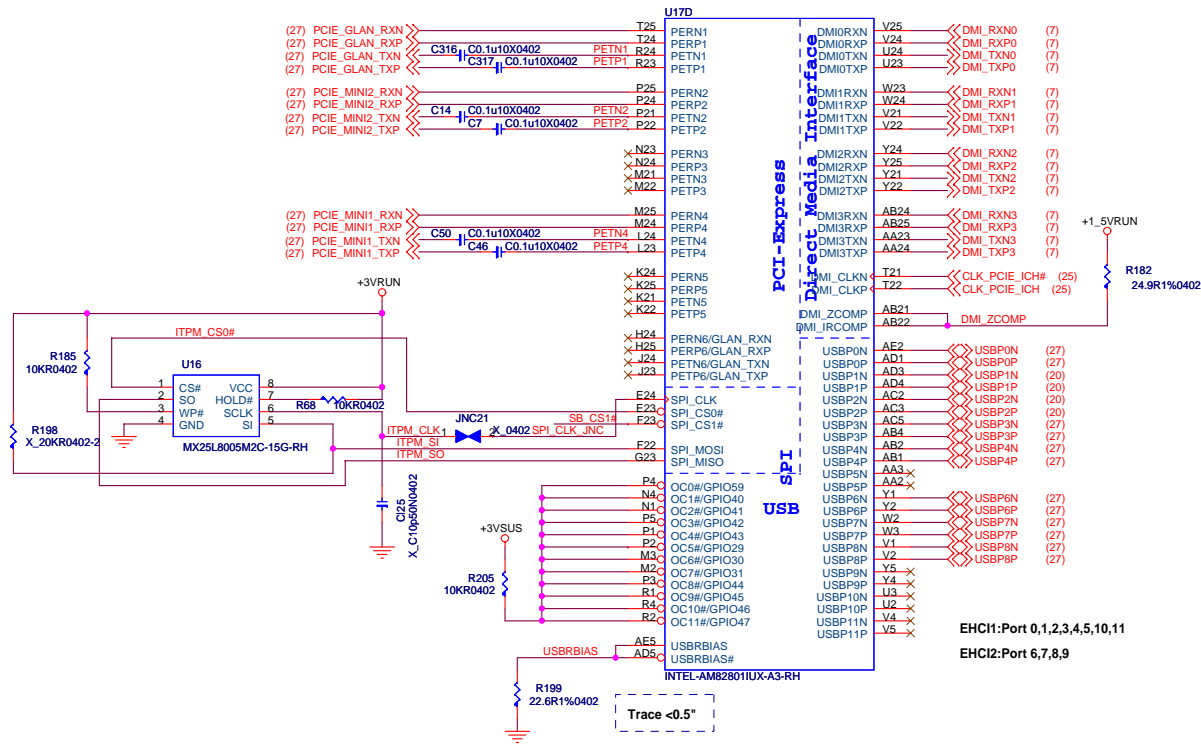 U17D
(27) PCIE_GLAN_RXN T25 PERN1 DMI0RXN V25 DMI_RXN0 (7)
(27) PCIE_GLAN_RXP T24 PERP1 DMI0RXP V24 DMI_RXP0 (7)
(27) PCIE_GLAN_TXN C316 C0.1u10X0402 PETN1 R24 PETN1 DMI0TXN U24 DMI_TXN0 (7)
(27) PCIE_GLAN_TXP C317 C0.1u10X0402 PETP1 R23 PETP1 DMI0TXP U23 DMI_TXP0 (7)
(27) PCIE_MINI2_RXN P25 PERN2 DMI1RXN W23 DMI_RXN1 (7)
(27) PCIE_MINI2_RXP P24 PERP2 DMI1RXP W24 DMI_RXP1 (7)
(27) PCIE_MINI2_TXN C14 C0.1u10X0402 PETN2 P21 PETN2 DMI1TXN V21 DMI_TXN1 (7)
(27) PCIE_MINI2_TXP C7 C0.1u10X0402 PETP2 P22 PETP2 DMI1TXP V22 DMI_TXP1 (7)
N23 PERN3 DMI2RXN Y24 DMI_RXN2 (7)
N24 PERP3 DMI2RXP Y25 DMI_RXP2 (7)
M21 PETN3 DMI2TXN Y21 DMI_TXN2 (7)
M22 PETP3 DMI2TXP Y22 DMI_TXP2 (7)
(27) PCIE_MINI1_RXN M25 PERN4 DMI3RXN AB24 DMI_RXN3 (7)
(27) PCIE_MINI1_RXP M24 PERP4 DMI3RXP AB25 DMI_RXP3 (7)
(27) PCIE_MINI1_TXN C50 C0.1u10X0402 PETN4 L24 PETN4 DMI3TXN AA23 DMI_TXN3 (7)
(27) PCIE_MINI1_TXP C46 C0.1u10X0402 PETP4 L23 PETP4 DMI3TXP AA24 DMI_TXP3 (7)
PCI-Express
Direct Media Interface
+1_5VRUN
R182
24.9R1%0402
K24 PERN5 DMI_CLKN T21 CLK_PCIE_ICH# (25)
K25 PERP5 DMI_CLKP T22 CLK_PCIE_ICH (25)
K21 PETN5
K22 PETP5
DMI_ZCOMP AB21
DMI_IRCOMP AB22 DMI_ZCOMP
H24 PERN6/GLAN_RXN
H25 PERP6/GLAN_RXP
J24 PETN6/GLAN_TXN
J23 PETP6/GLAN_TXP
+3VRUN
ITPM_CS0#
R185
10KR0402
U16
1 CS# VCC 8
2 SO HOLD# 7
3 WP# SCLK 6
4 GND SI 5
MX25L8005M2C-15G-RH
R68 10KR0402
R198
X_20KR0402-2
JNC21
ITPM_CLK 1 2 X_0402 SPI_CLK_JNC
SB_CS1#
ITPM_SI
ITPM_SO
CI25
X_C10p50N0402
E24 SPI_CLK
E23 SPI_CS0#
F23 SPI_CS1#
F22 SPI_MOSI
G23 SPI_MISO
SPI
USB
USBP0N AE2 USBP0N (27)
USBP0P AD1 USBP0P (27)
USBP1N AD3 USBP1N (20)
USBP1P AD4 USBP1P (20)
USBP2N AC2 USBP2N (20)
USBP2P AC3 USBP2P (20)
USBP3N AC5 USBP3N (27)
USBP3P AB4 USBP3P (27)
USBP4N AB2 USBP4N (27)
USBP4P AB1 USBP4P (27)
USBP5N AA3
USBP5P AA2
USBP6N Y1 USBP6N (27)
USBP6P Y2 USBP6P (27)
USBP7N W2 USBP7N (27)
USBP7P W3 USBP7P (27)
USBP8N V1 USBP8N (27)
USBP8P V2 USBP8P (27)
USBP9N Y5
USBP9P Y4
USBP10N U3
USBP10P U2
USBP11N V4
USBP11P V5
P4 OC0#/GPIO59
N4 OC1#/GPIO40
N1 OC2#/GPIO41
P5 OC3#/GPIO42
P1 OC4#/GPIO43
P2 OC5#/GPIO29
M3 OC6#/GPIO30
M2 OC7#/GPIO31
P3 OC8#/GPIO44
R1 OC9#/GPIO45
R4 OC10#/GPIO46
R2 OC11#/GPIO47
+3VSUS
R205
10KR0402
USBRBIAS AE5 USBRBIAS
AD5 USBRBIAS#
INTEL-AM82801IUX-A3-RH
R199
22.6R1%0402
Trace <0.5"
EHCI1:Port 0,1,2,3,4,5,10,11
EHCI2:Port 6,7,8,9